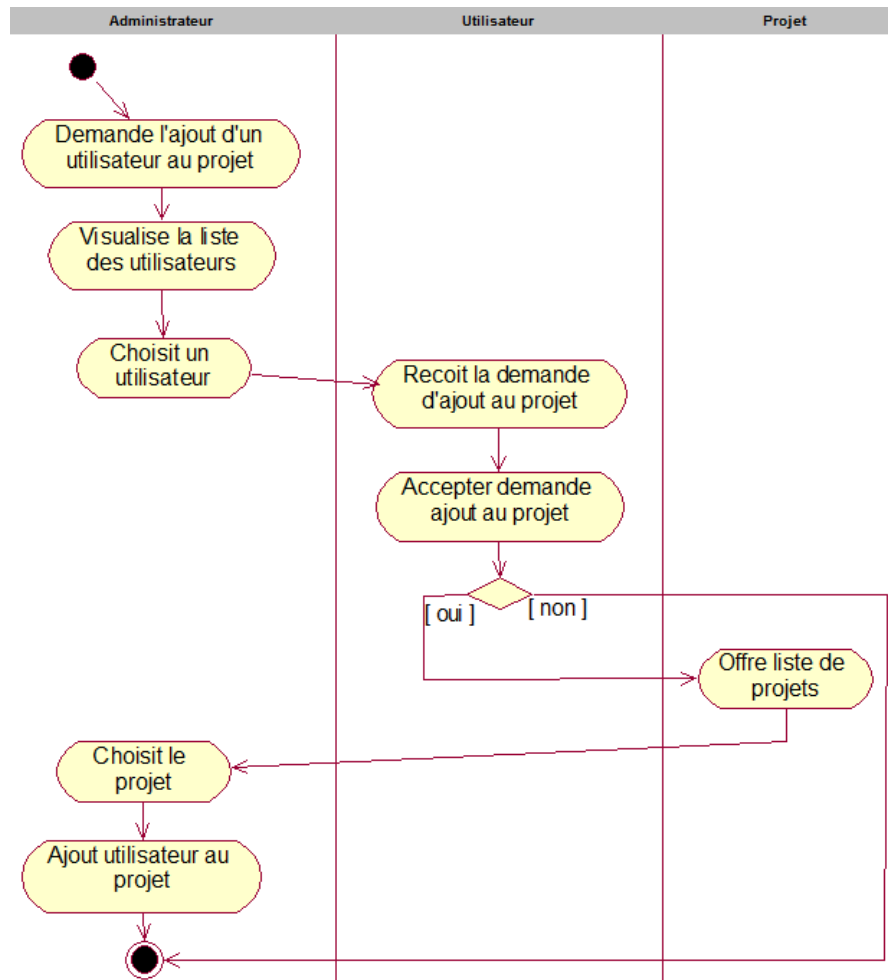 Administrateur
Utilisateur
Projet
Demande l'ajout d'un
utilisateur au projet
Visualise la liste
des utilisateurs
Choisit un
utilisateur
Recoit la demande
d'ajout au projet
Accepter demande
ajout au projet
[ oui ]
[ non ]
Offre liste de
projets
Choisit le
projet
Ajout utilisateur au
projet